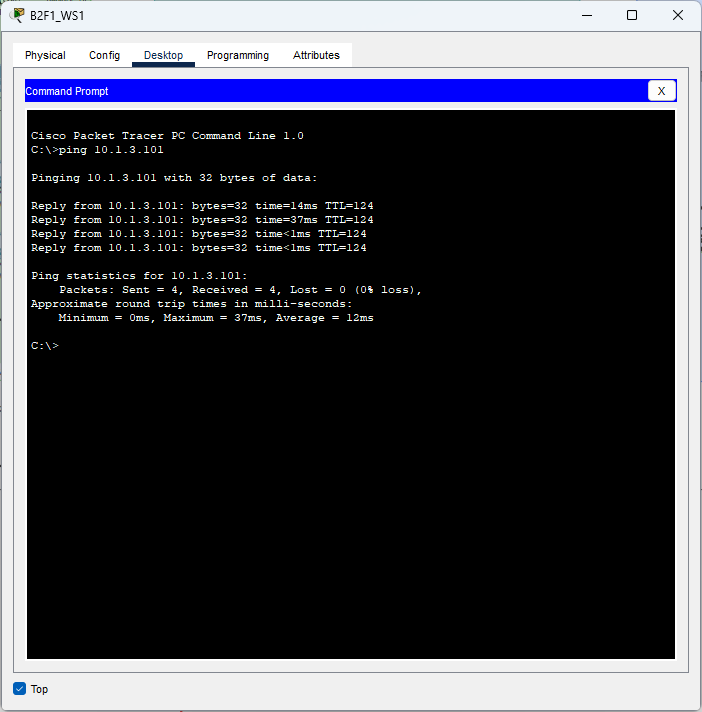 B2F1_WS1
Physical Config Desktop Programming Attributes
Command Prompt X
Cisco Packet Tracer PC Command Line 1.0
C:\>ping 10.1.3.101
Pinging 10.1.3.101 with 32 bytes of data:
Reply from 10.1.3.101: bytes=32 time=14ms TTL=124
Reply from 10.1.3.101: bytes=32 time=37ms TTL=124
Reply from 10.1.3.101: bytes=32 time<1ms TTL=124
Reply from 10.1.3.101: bytes=32 time<1ms TTL=124
Ping statistics for 10.1.3.101:
    Packets: Sent = 4, Received = 4, Lost = 0 (0% loss),
Approximate round trip times in milli-seconds:
    Minimum = 0ms, Maximum = 37ms, Average = 12ms
C:\>
Top